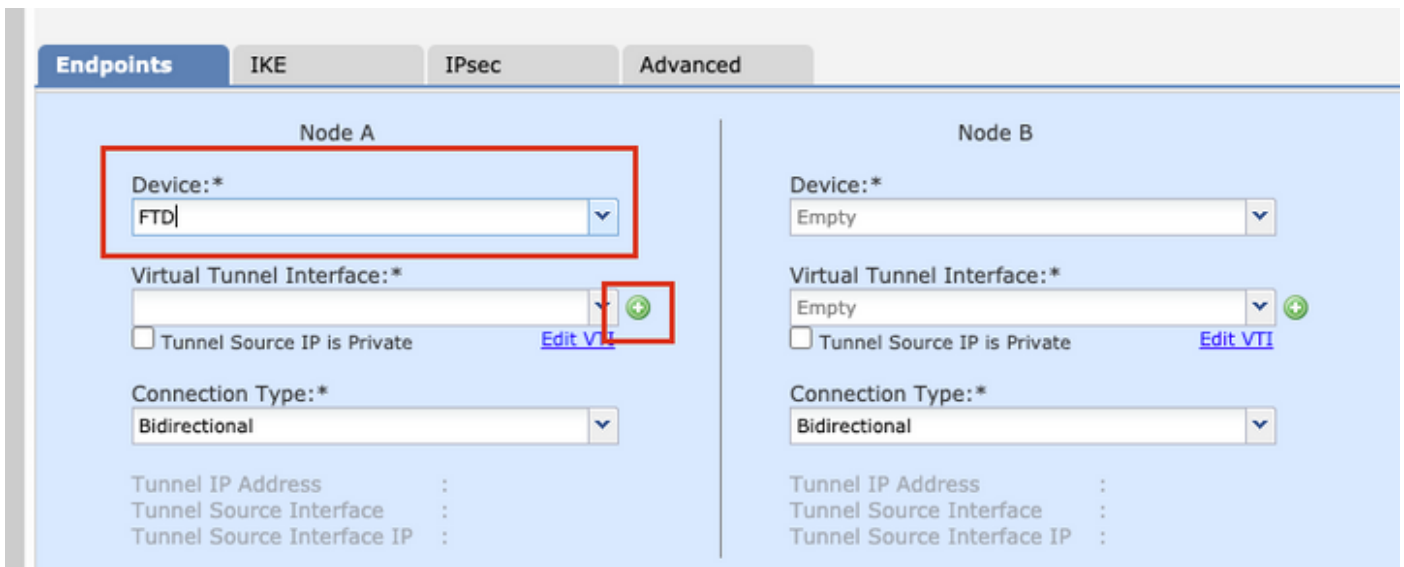 Endpoints IKE IPsec Advanced
Node A
Device:*
FTD
Virtual Tunnel Interface:*
Tunnel Source IP is Private Edit VTI
Connection Type:*
Bidirectional
Tunnel IP Address :
Tunnel Source Interface :
Tunnel Source Interface IP :
Node B
Device:*
Empty
Virtual Tunnel Interface:*
Empty
Tunnel Source IP is Private Edit VTI
Connection Type:*
Bidirectional
Tunnel IP Address :
Tunnel Source Interface :
Tunnel Source Interface IP :